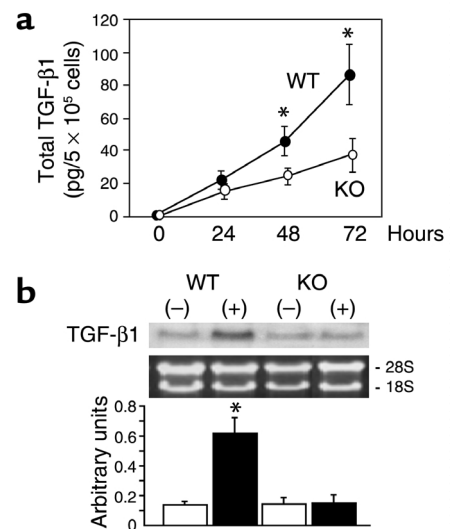 a
Total TGF-β1
(pg/5 × 10⁵ cells)
120
100
80
60
40
20
0
*
*
WT
KO
0 24 48 72 Hours
b
WT KO
(−) (+) (−) (+)
TGF-β1
- 28S
- 18S
Arbitrary units
0.8
0.6
0.4
0.2
0
*